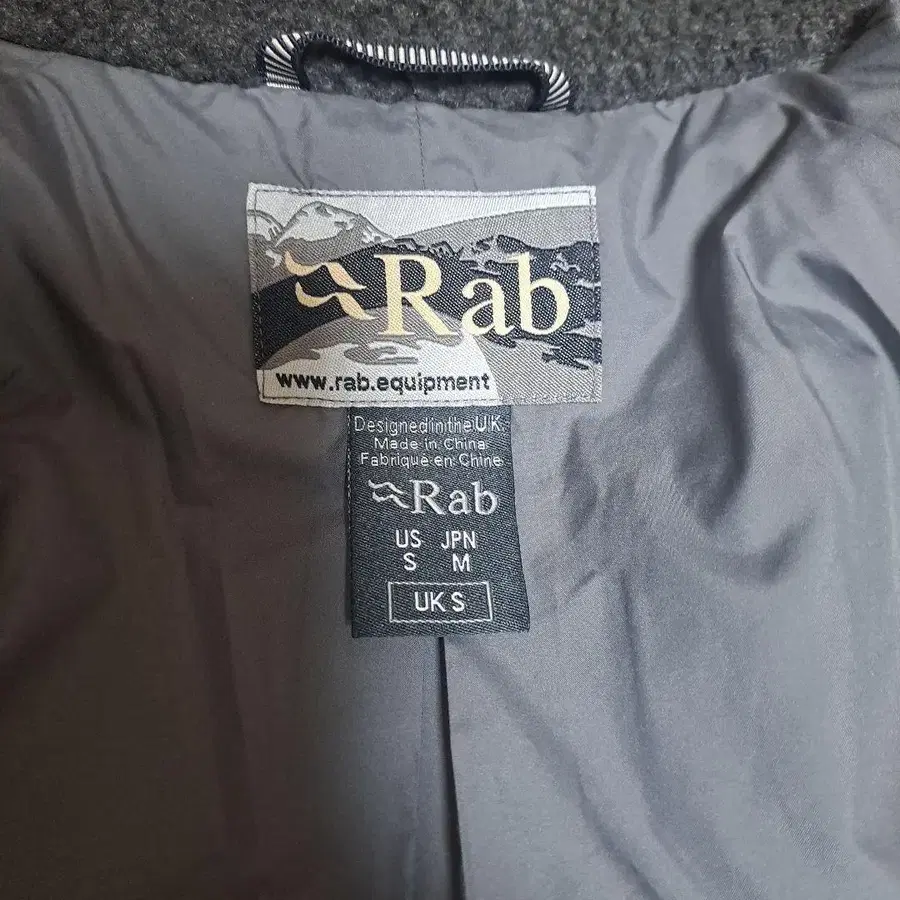 Rab
www.rab.equipment
Designed in the UK
Made in China
Fabriqué en Chine
Rab
US JPN
S M
UK S